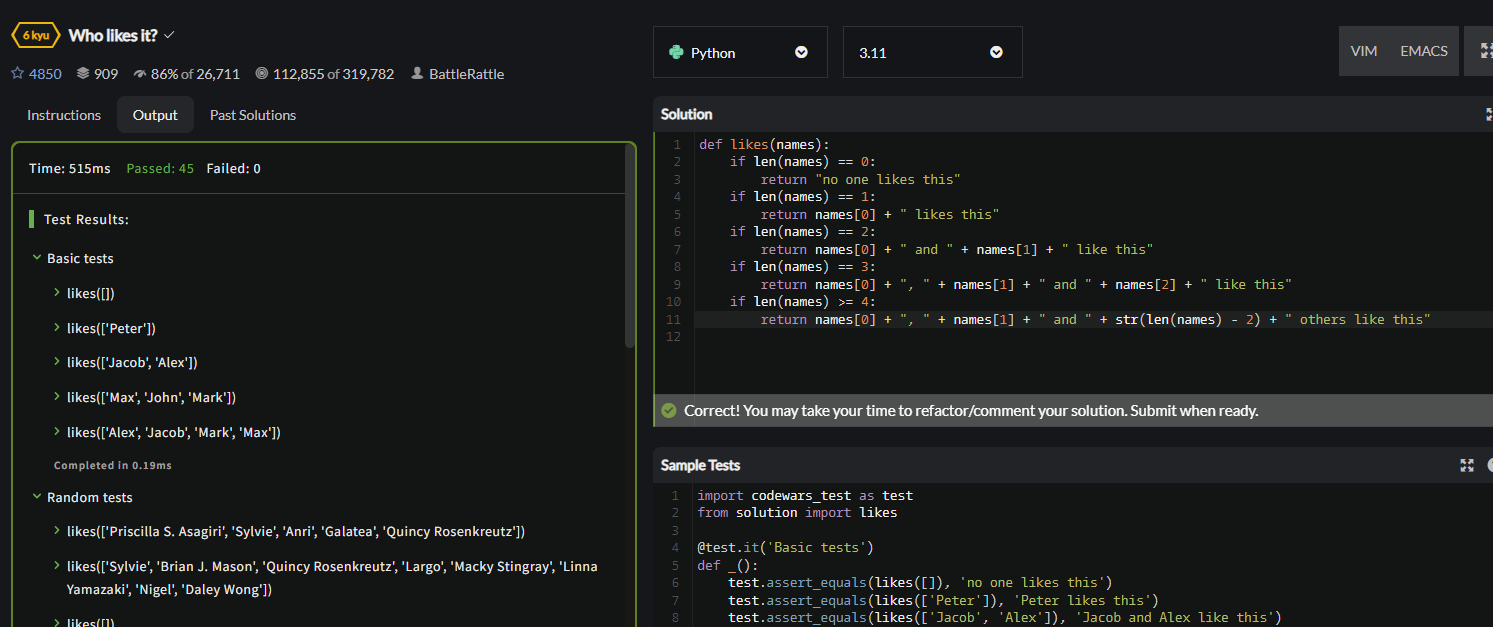 6 kyu Who likes it?
4850 909 86% of 26,711 112,855 of 319,782 BattleRattle
Instructions Output Past Solutions
Time: 515ms Passed: 45 Failed: 0
Test Results:
Basic tests
likes([])
likes(['Peter'])
likes(['Jacob', 'Alex'])
likes(['Max', 'John', 'Mark'])
likes(['Alex', 'Jacob', 'Mark', 'Max'])
Completed in 0.19ms
Random tests
likes(['Priscilla S. Asagiri', 'Sylvie', 'Anri', 'Galatea', 'Quincy Rosenkreutz'])
likes(['Sylvie', 'Brian J. Mason', 'Quincy Rosenkreutz', 'Largo', 'Macky Stingray', 'Linna
Yamazaki', 'Nigel', 'Daley Wong'])
likes([])
Python 3.11 VIM EMACS
Solution
1 def likes(names):
2     if len(names) == 0:
3         return "no one likes this"
4     if len(names) == 1:
5         return names[0] + " likes this"
6     if len(names) == 2:
7         return names[0] + " and " + names[1] + " like this"
8     if len(names) == 3:
9         return names[0] + ", " + names[1] + " and " + names[2] + " like this"
10     if len(names) >= 4:
11         return names[0] + ", " + names[1] + " and " + str(len(names) - 2) + " others like this"
12
Correct! You may take your time to refactor/comment your solution. Submit when ready.
Sample Tests
1 import codewars_test as test
2 from solution import likes
3
4 @test.it('Basic tests')
5 def _():
6     test.assert_equals(likes([]), 'no one likes this')
7     test.assert_equals(likes(['Peter']), 'Peter likes this')
8     test.assert_equals(likes(['Jacob', 'Alex']), 'Jacob and Alex like this')